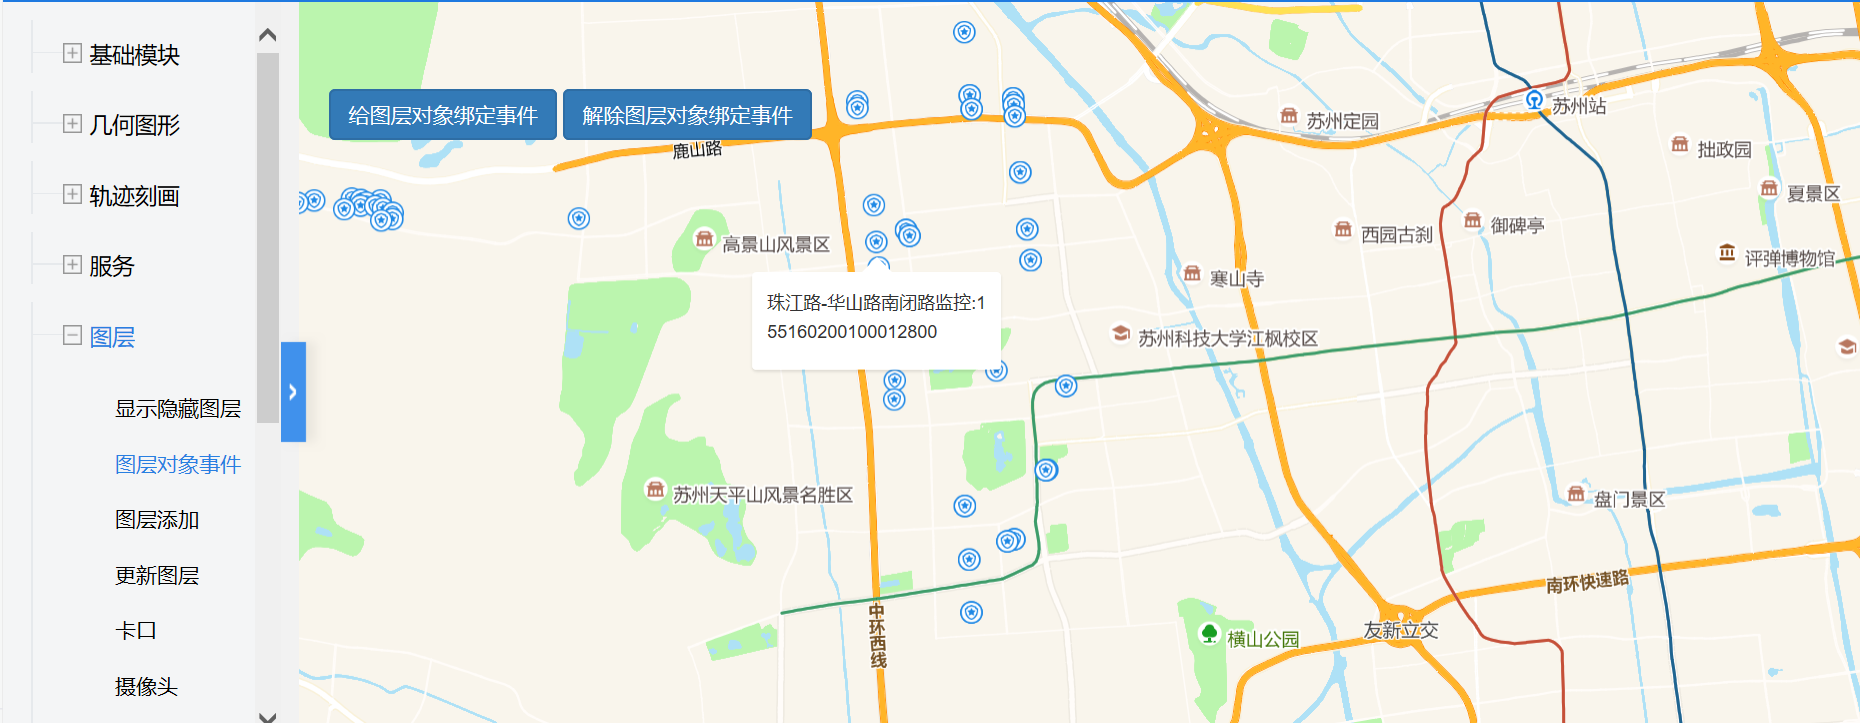 基础模块
几何图形
轨迹刻画
服务
图层
显示隐藏图层
图层对象事件
图层添加
更新图层
卡口
摄像头
给图层对象绑定事件
解除图层对象绑定事件
鹿山路
苏州站
苏州定园
拙政园
夏景区
御碑亭
西园古刹
高景山风景区
评弹博物馆
寒山寺
珠江路-华山路南闭路监控:1
55160200100012800
苏州科技大学江枫校区
苏州天平山风景名胜区
盘门景区
南环快速路
中环西线
友新立交
横山公园